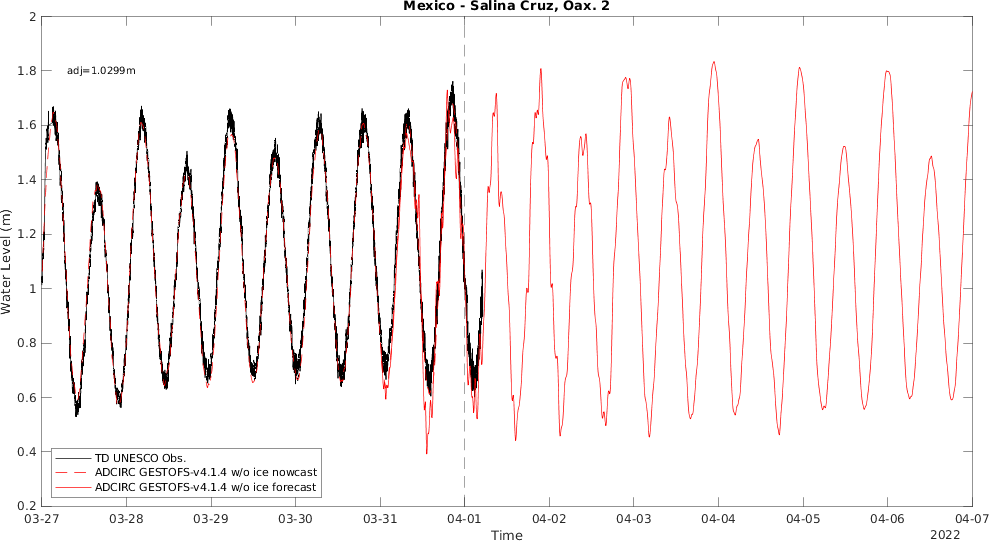 Mexico - Salina Cruz, Oax. 2
2
1.8
1.6
1.4
1.2
1
0.8
0.6
0.4
0.2
Water Level (m)
adj=1.0299m
TD UNESCO Obs.
ADCIRC GESTOFS-v4.1.4 w/o ice nowcast
ADCIRC GESTOFS-v4.1.4 w/o ice forecast
03-27 03-28 03-29 03-30 03-31 04-01 04-02 04-03 04-04 04-05 04-06 04-07
Time
2022